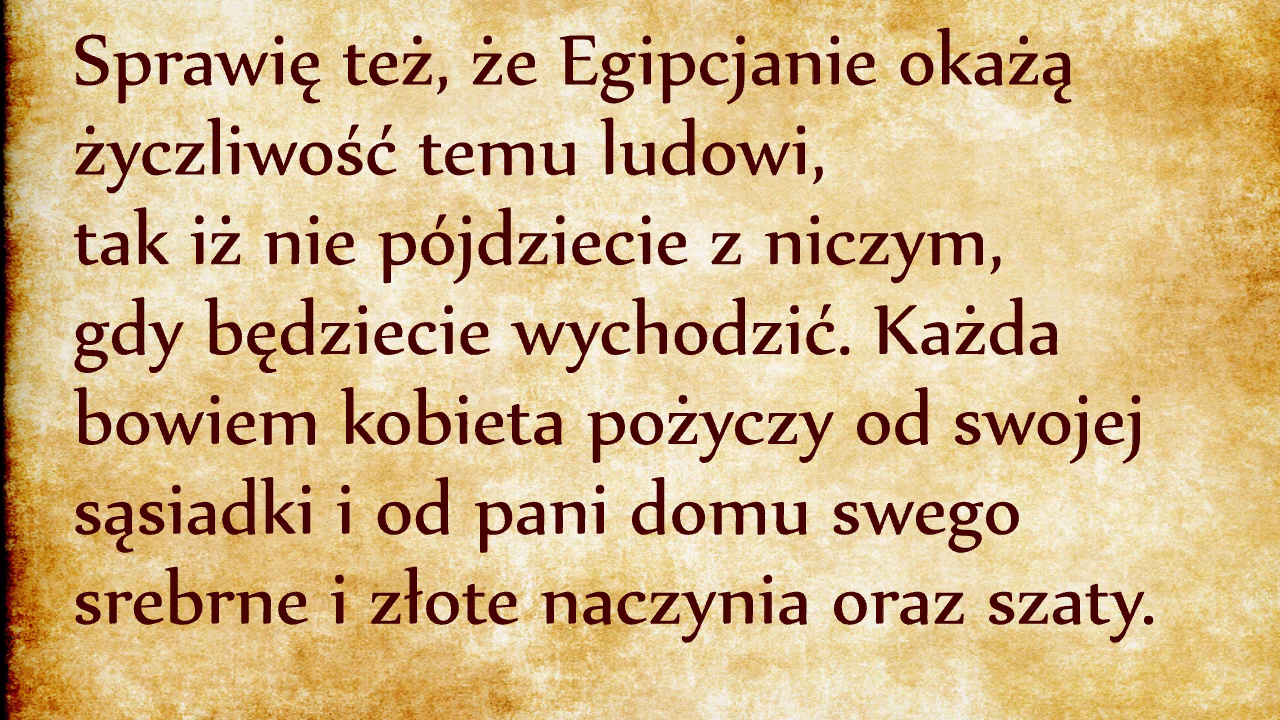 Sprawię też, że Egipcjanie okażą
życzliwość temu ludowi,
tak iż nie pójdziecie z niczym,
gdy będziecie wychodzić. Każda
bowiem kobieta pożyczy od swojej
sąsiadki i od pani domu swego
srebrne i złote naczynia oraz szaty.